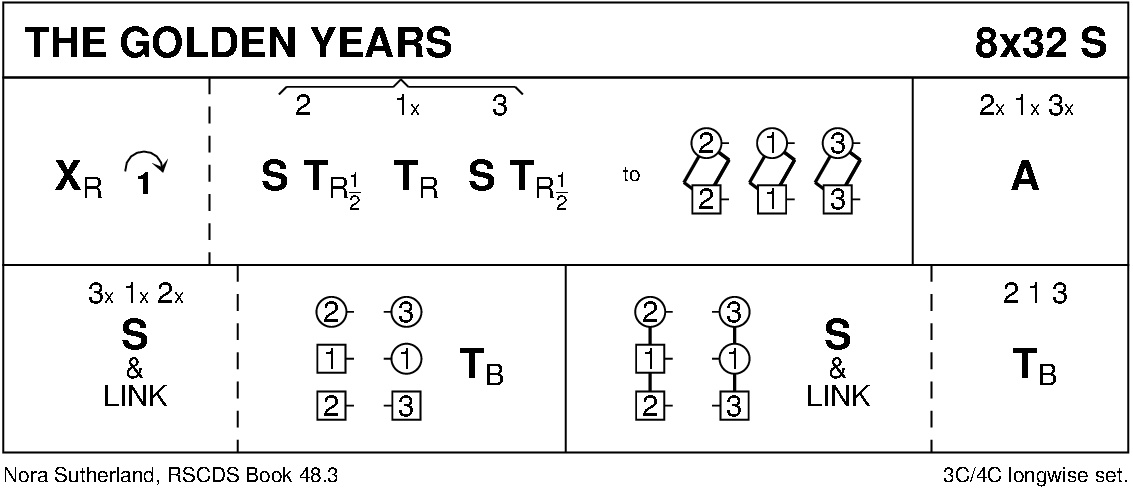 THE GOLDEN YEARS 8x32 S
2 1x 3 2x 1x 3x
XR 1 S TR½ TR S TR½ to 2 1 3 A
2 1 3
3x 1x 2x 2 3 2 3 2 1 3
S & LINK 1 1 TB 1 1 S & LINK TB
2 3 2 3
Nora Sutherland, RSCDS Book 48.3 3C/4C longwise set.